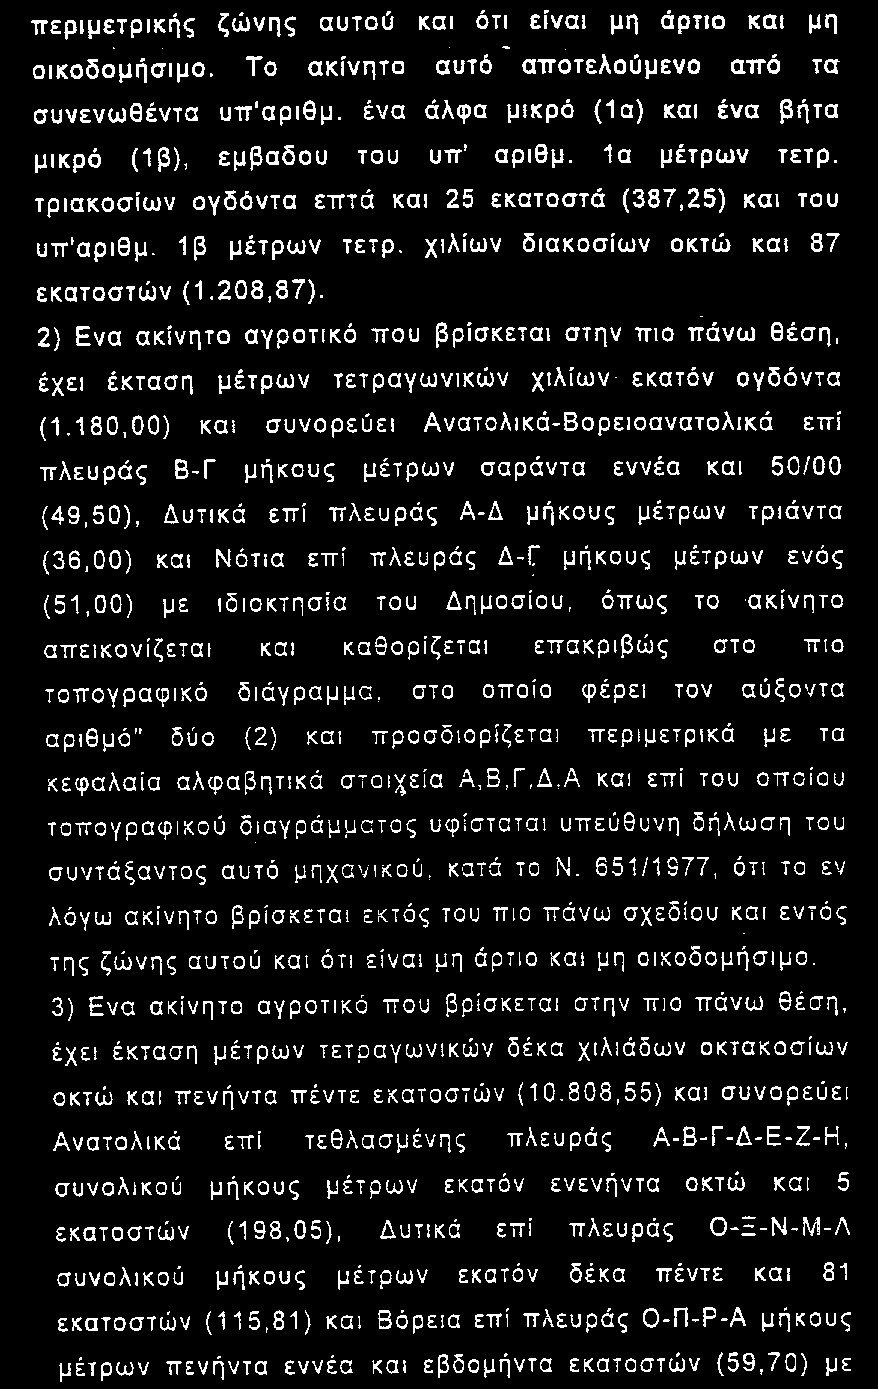 περιμετρικής ζώνης αυτού και ότι είναι μη άρτιο και μη
οικοδομήσιμο. Το ακίνητο αυτό αποτελούμενο από τα
συνενωθέντα υπ'αριθμ. ένα άλφα μικρό (1α) και ένα βήτα
μικρό (1β), εμβαδου του υπ' αριθμ. 1α μέτρων τετρ.
τριακοσίων ογδόντα επτά και 25 εκατοστά (387,25) και του
υπ'αριθμ. 1β μέτρων τετρ. χιλίων διακοσίων οκτώ και 87
εκατοστών (1.208,87).
2) Ενα ακίνητο αγροτικό που βρίσκεται στην πιο πάνω θέση,
έχει έκταση μέτρων τετραγωνικών χιλίων εκατόν ογδόντα
(1.180,00) και συνορεύει Ανατολικά-Βορειοανατολικά επί
πλευράς Β-Γ μήκους μέτρων σαράντα εννέα και 50/00
(49,50), Δυτικά επί πλευράς Α-Δ μήκους μέτρων τριάντα
(36,00) και Νότια επί πλευράς Δ-Γ μήκους μέτρων ενός
(51,00) με ιδιοκτησία του Δημοσίου, όπως το ακίνητο
απεικονίζεται και καθορίζεται επακριβώς στο πιο
τοπογραφικό διάγραμμα, στο οποίο φέρει τον αύξοντα
αριθμό" δύο (2) και προσδιορίζεται περιμετρικά με τα
κεφαλαία αλφαβητικά στοιχεία Α,Β,Γ,Δ,Α και επί του οποίου
τοπογραφικού διαγράμματος υφίσταται υπεύθυνη δήλωση του
συντάξαντος αυτό μηχανικού, κατά το Ν. 651/1977, ότι το εν
λόγω ακίνητο βρίσκεται εκτός του πιο πάνω σχεδίου και εντός
της ζώνης αυτού και ότι είναι μη άρτιο και μη οικοδομήσιμο.
3) Ενα ακίνητο αγροτικό που βρίσκεται στην πιο πάνω θέση,
έχει έκταση μέτρων τετραγωνικών δέκα χιλιάδων οκτακοσίων
οκτώ και πενήντα πέντε εκατοστών (10.808,55) και συνορεύει
Ανατολικά επί τεθλασμένης πλευράς Α-Β-Γ-Δ-Ε-Ζ-Η,
συνολικού μήκους μέτρων εκατόν ενενήντα οκτώ και 5
εκατοστών (198,05), Δυτικά επί πλευράς Ο-Ξ-Ν-Μ-Λ
συνολικού μήκους μέτρων εκατόν δέκα πέντε και 81
εκατοστών (115,81) και Βόρεια επί πλευράς Ο-Π-Ρ-Α μήκους
μέτρων πενήντα εννέα και εβδομήντα εκατοστών (59,70) με